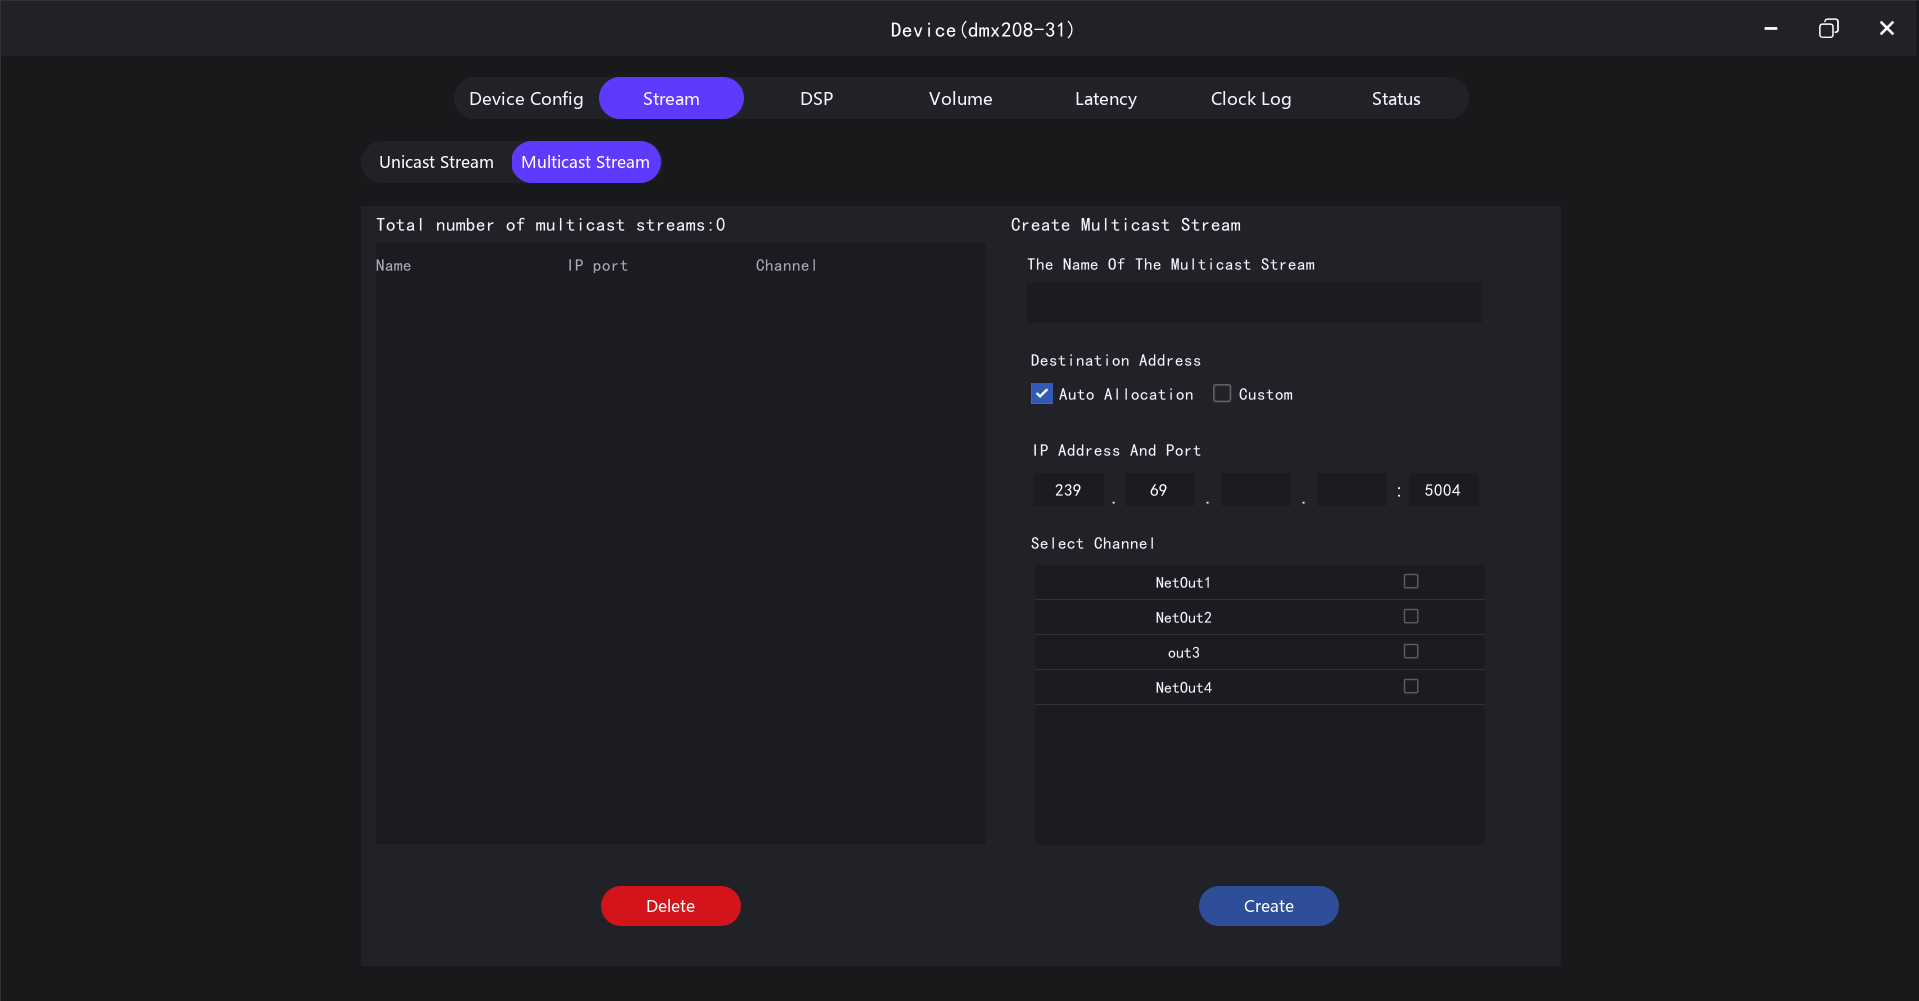 Device(dmx208-31)
Device Config Stream DSP Volume Latency Clock Log Status
Unicast Stream Multicast Stream
Total number of multicast streams:0
Name IP port Channel
Create Multicast Stream
The Name Of The Multicast Stream
Destination Address
Auto Allocation Custom
IP Address And Port
239 . 69 . . : 5004
Select Channel
NetOut1
NetOut2
out3
NetOut4
Delete
Create